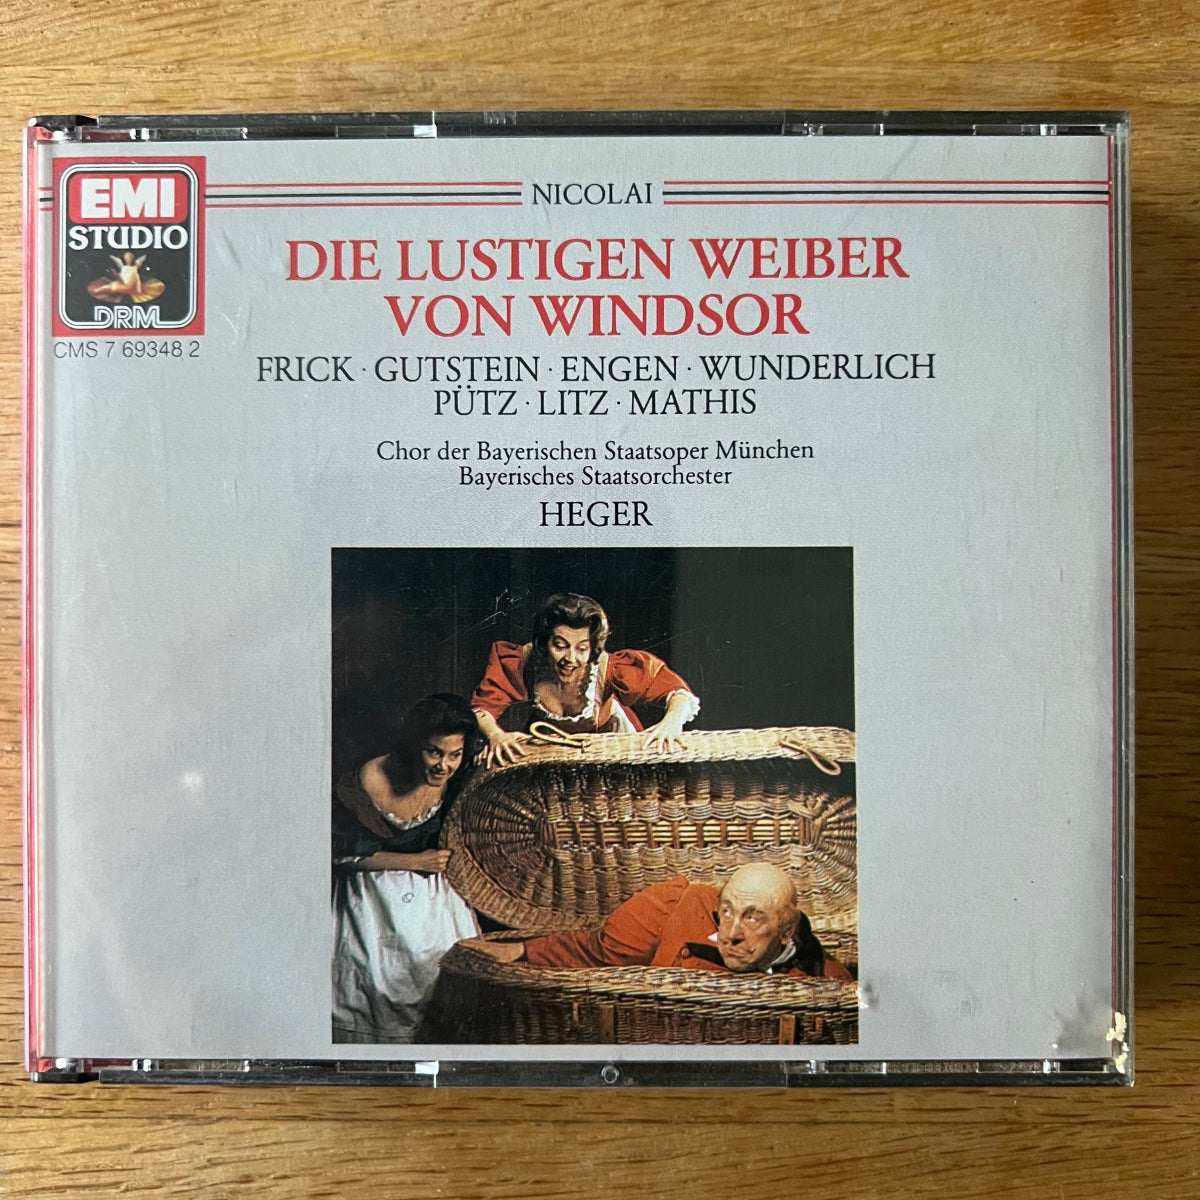 EMI
STUDIO
DRM
CMS 7 69348 2
NICOLAI
DIE LUSTIGEN WEIBER
VON WINDSOR
FRICK · GUTSTEIN · ENGEN · WUNDERLICH
PÜTZ · LITZ · MATHIS
Chor der Bayerischen Staatsoper München
Bayerisches Staatsorchester
HEGER